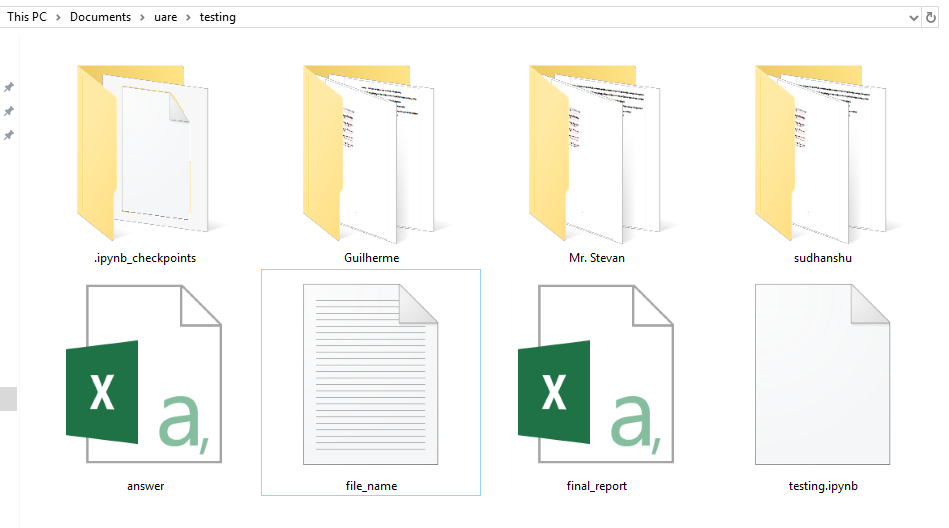 This PC > Documents > uare > testing
.ipynb_checkpoints
Guilherme
Mr. Stevan
sudhanshu
X a,
X a,
answer
file_name
final_report
testing.ipynb